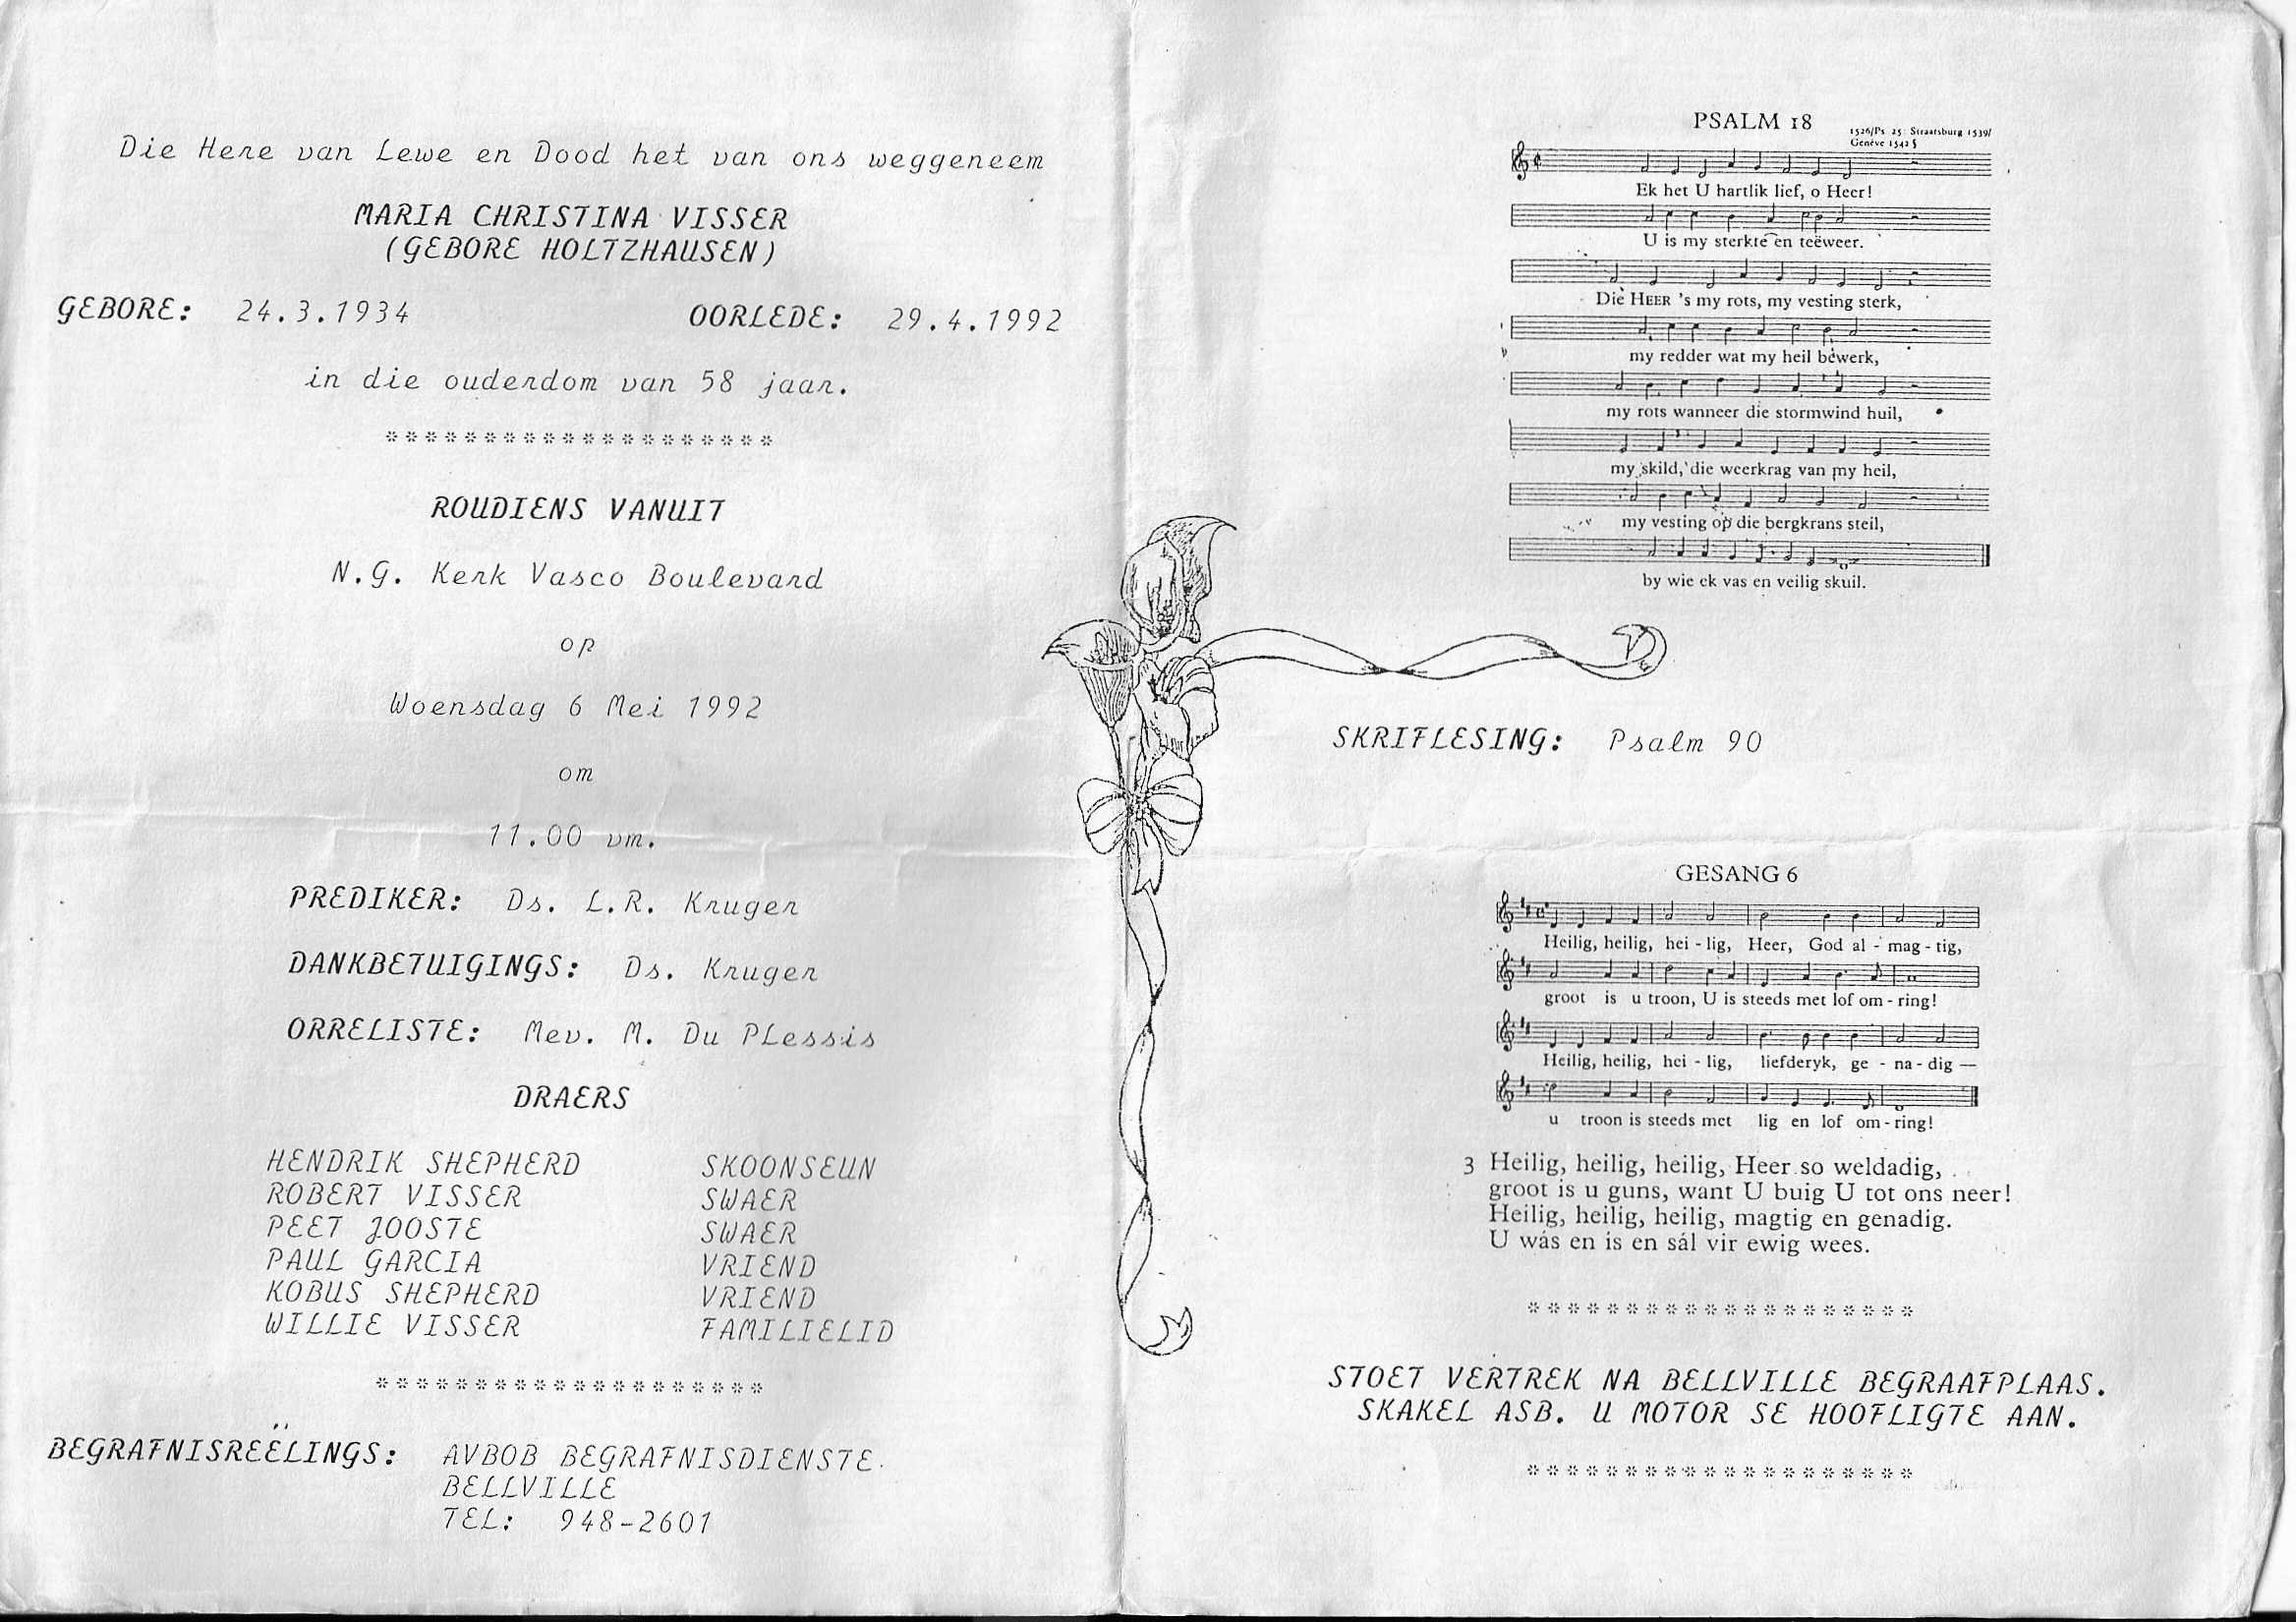 Die Here van Lewe en Dood het van ons weggeneem
MARIA CHRISTINA VISSER
(GEBORE HOLTZHAUSEN)
GEBORE: 24.3.1934 OORLEDE: 29.4.1992
in die ouderdom van 58 jaar.
********************
ROUDIENS VANUIT
N.G. Kerk Vasco Boulevard
op
Woensdag 6 Mei 1992
om
11.00 vm.
PREDIKER: Ds. L.R. Kruger
DANKBETUIGINGS: Ds. Kruger
ORRELISTE: Mev. M. Du PLessis
DRAERS
HENDRIK SHEPHERD SKOONSEUN
ROBERT VISSER SWAER
PEET JOOSTE SWAER
PAUL GARCIA VRIEND
KOBUS SHEPHERD VRIEND
WILLIE VISSER FAMILIELID
********************
BEGRAFNISREËLINGS: AVBOB BEGRAFNISDIENSTE.
BELLVILLE
TEL: 948-2601
PSALM 18
1526/Ps 25: Straatsburg 1539/
Genève 1542 §
Ek het U hartlik lief, o Heer!
U is my sterkte en teëweer.
Die HEER 's my rots, my vesting sterk,
my redder wat my heil bewerk,
my rots wanneer die stormwind huil,
my skild, die weerkrag van my heil,
my vesting op die bergkrans steil,
by wie ek vas en veilig skuil.
SKRIFLESING: Psalm 90
GESANG 6
Heilig, heilig, hei - lig, Heer, God al - mag - tig,
groot is u troon, U is steeds met lof om - ring!
Heilig, heilig, hei - lig, liefderyk, ge - na - dig —
u troon is steeds met lig en lof om - ring!
3 Heilig, heilig, heilig, Heer so weldadig,
groot is u guns, want U buig U tot ons neer!
Heilig, heilig, heilig, magtig en genadig.
U wás en ís en sál vir ewig wees.
********************
STOET VERTREK NA BELLVILLE BEGRAAFPLAAS.
SKAKEL ASB. U MOTOR SE HOOFLIGTE AAN.
********************